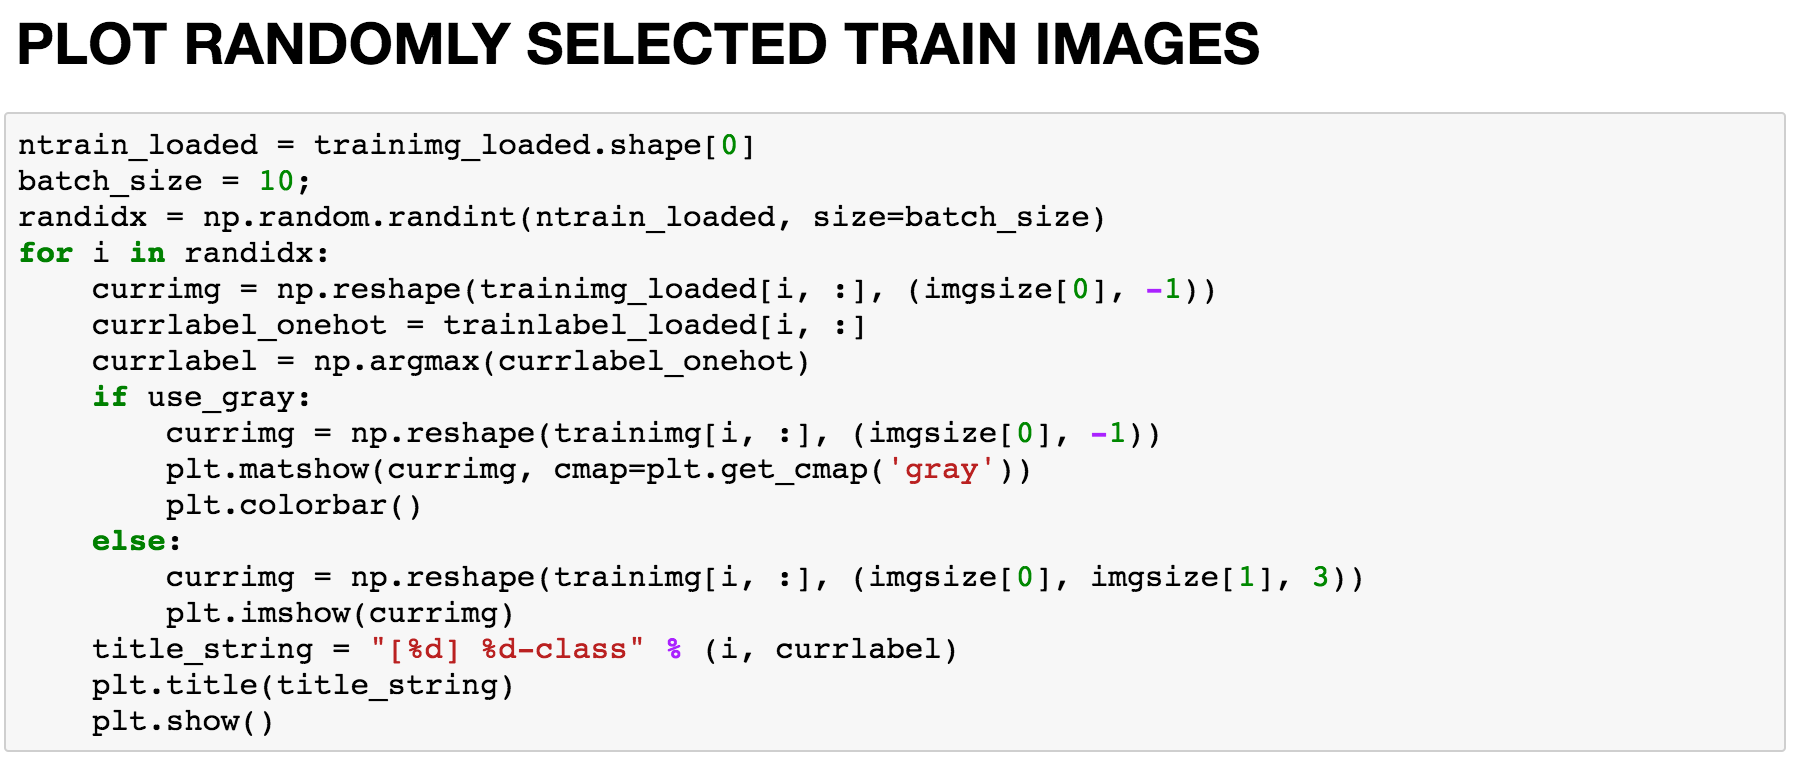 PLOT RANDOMLY SELECTED TRAIN IMAGES
ntrain_loaded = trainimg_loaded.shape[0]
batch_size = 10;
randidx = np.random.randint(ntrain_loaded, size=batch_size)
for i in randidx:
    currimg = np.reshape(trainimg_loaded[i, :], (imgsize[0], -1))
    currlabel_onehot = trainlabel_loaded[i, :]
    currlabel = np.argmax(currlabel_onehot)
    if use_gray:
        currimg = np.reshape(trainimg[i, :], (imgsize[0], -1))
        plt.matshow(currimg, cmap=plt.get_cmap('gray'))
        plt.colorbar()
    else:
        currimg = np.reshape(trainimg[i, :], (imgsize[0], imgsize[1], 3))
        plt.imshow(currimg)
    title_string = "[%d] %d-class" % (i, currlabel)
    plt.title(title_string)
    plt.show()